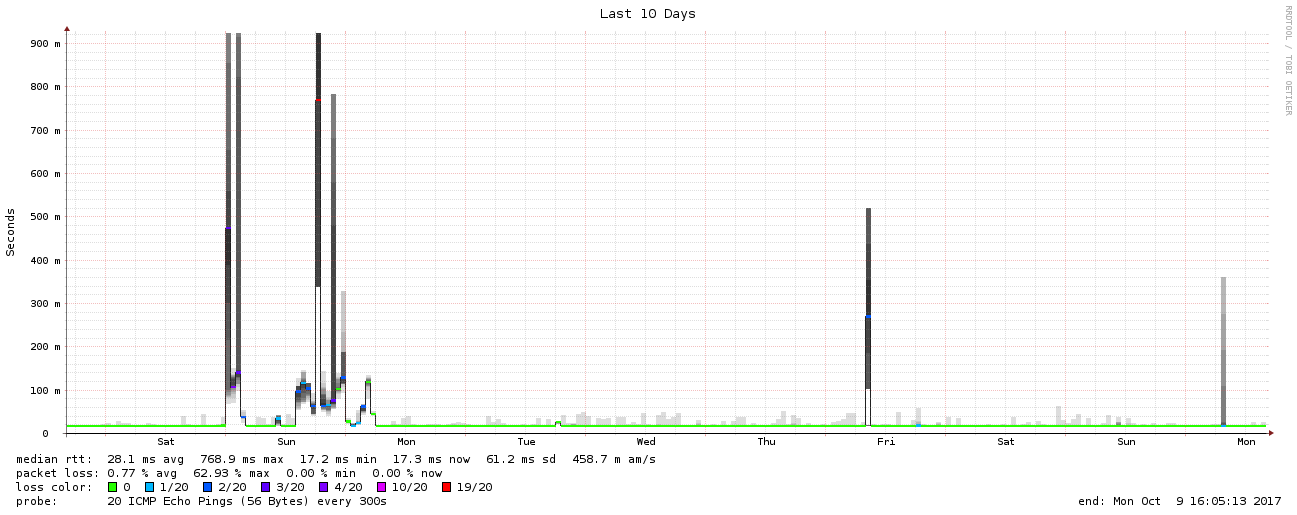 Last 10 Days
RRDTOOL / TOBI OETIKER
Seconds
900 m
800 m
700 m
600 m
500 m
400 m
300 m
200 m
100 m
0
Sat Sun Mon Tue Wed Thu Fri Sat Sun Mon
median rtt: 28.1 ms avg 768.9 ms max 17.2 ms min 17.3 ms now 61.2 ms sd 458.7 m am/s
packet loss: 0.77 % avg 62.93 % max 0.00 % min 0.00 % now
loss color: 0 1/20 2/20 3/20 4/20 10/20 19/20
probe: 20 ICMP Echo Pings (56 Bytes) every 300s end: Mon Oct 9 16:05:13 2017